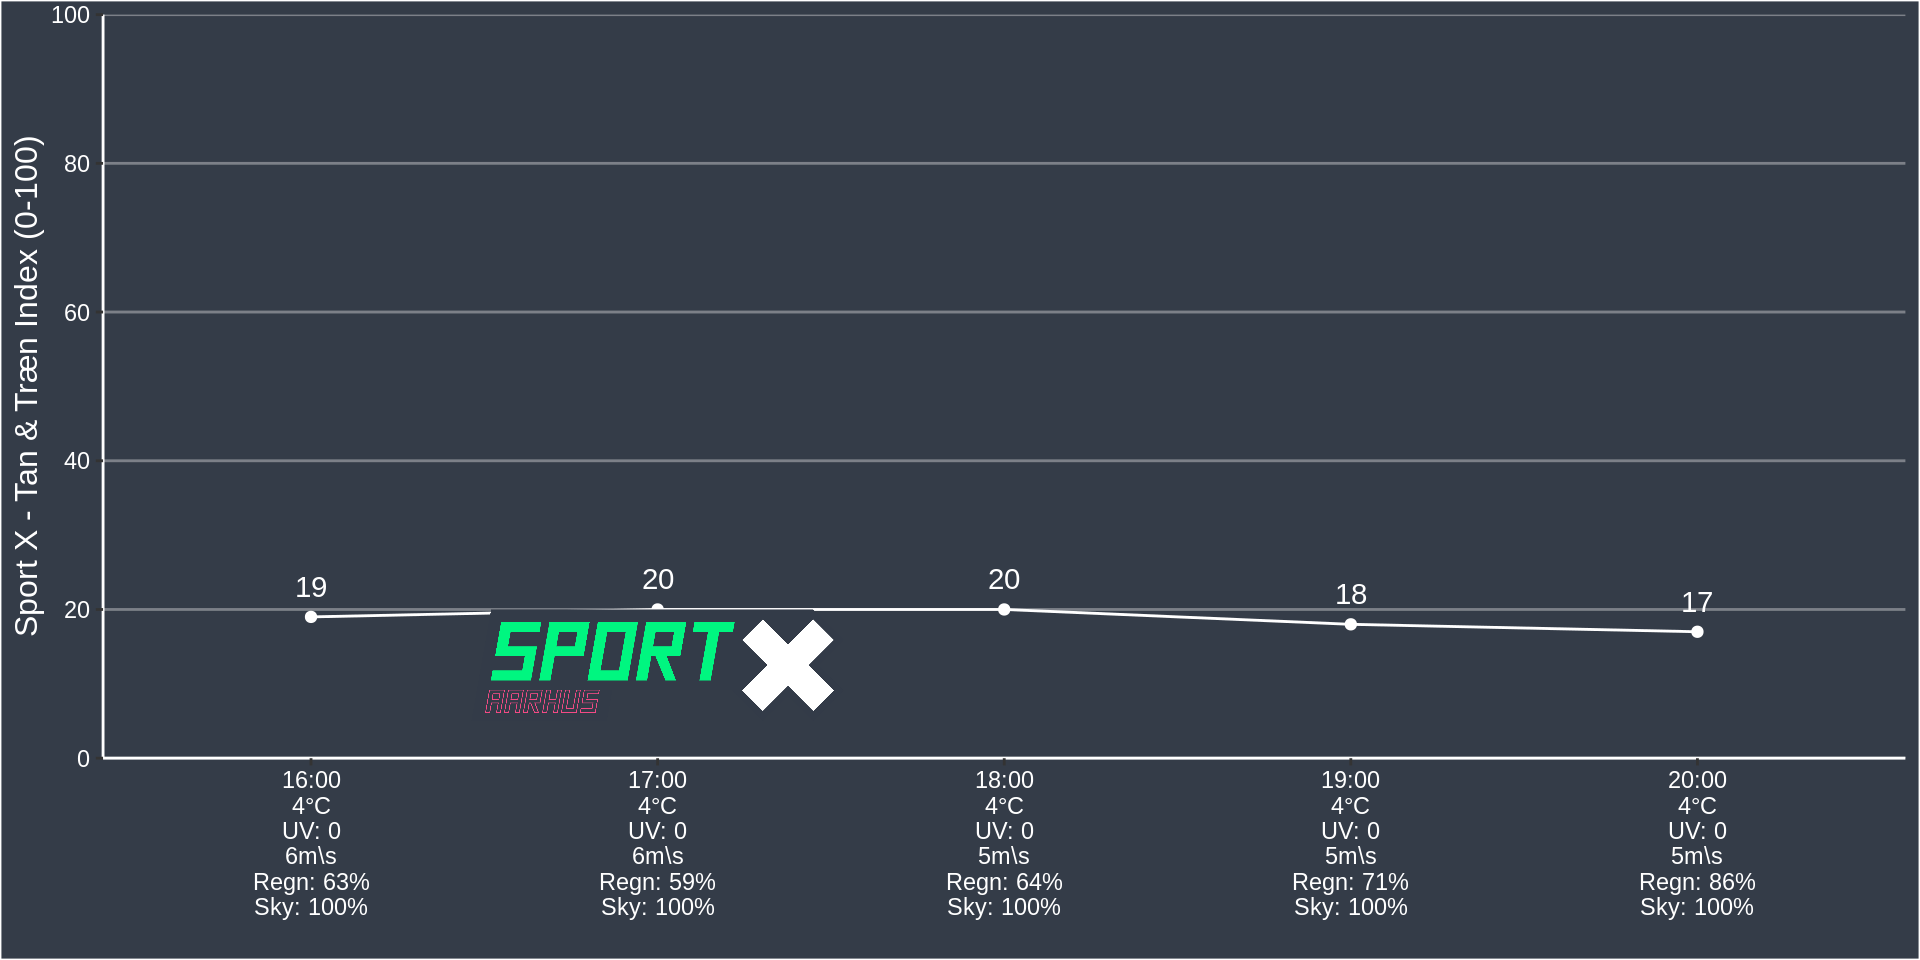 Sport X - Tan & Træn Index (0-100)
100
80
60
40
20
0
19
20
20
18
17
SPORT X
AARHUS
16:00
4°C
UV: 0
6m\s
Regn: 63%
Sky: 100%
17:00
4°C
UV: 0
6m\s
Regn: 59%
Sky: 100%
18:00
4°C
UV: 0
5m\s
Regn: 64%
Sky: 100%
19:00
4°C
UV: 0
5m\s
Regn: 71%
Sky: 100%
20:00
4°C
UV: 0
5m\s
Regn: 86%
Sky: 100%